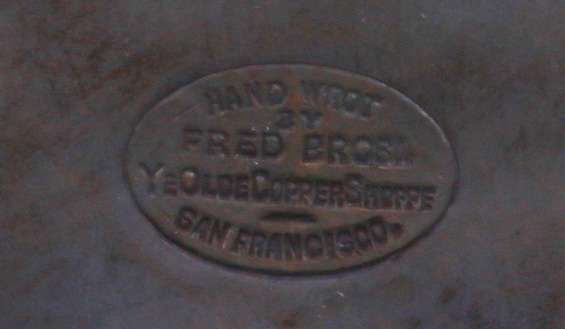 HAND WROT
BY
FRED BROSI.
YE OLDE COPPER SHOPPE
SAN FRANCISCO.